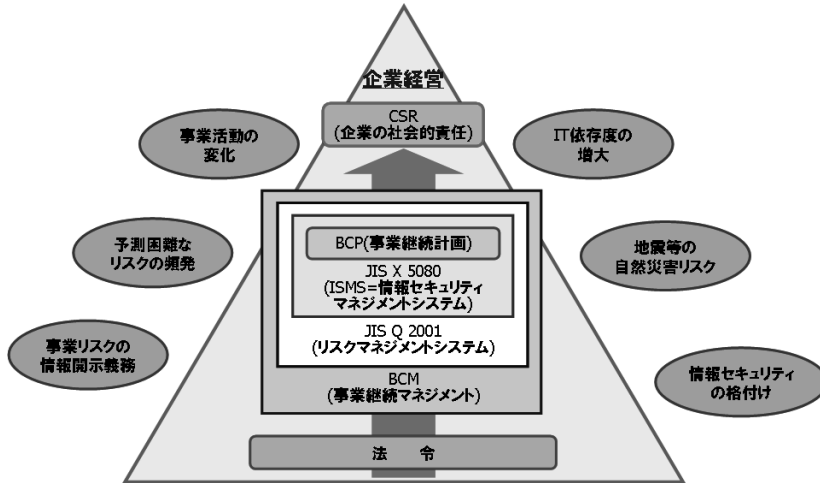 企業経営
CSR
(企業の社会的責任)
事業活動の
変化
IT依存度の
増大
予測困難な
リスクの頻発
地震等の
自然災害リスク
BCP(事業継続計画)
JIS X 5080
(ISMS=情報セキュリティ
マネジメントシステム)
JIS Q 2001
(リスクマネジメントシステム)
事業リスクの
情報開示義務
BCM
(事業継続マネジメント)
情報セキュリティ
の格付け
法　令